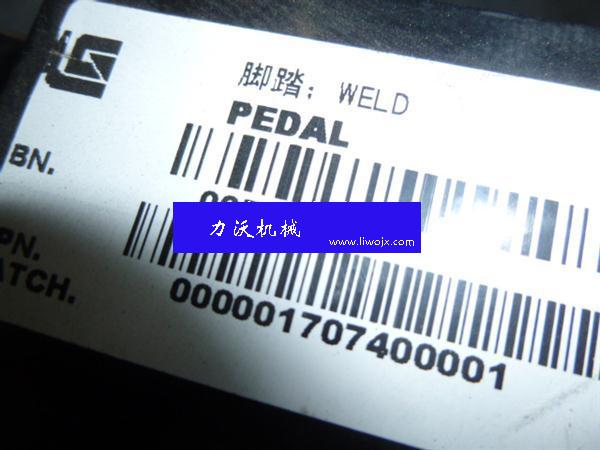 脚踏: WELD
PEDAL
BN.
力沃机械
www.liwojx.com
PN.
ATCH.
000001707400001